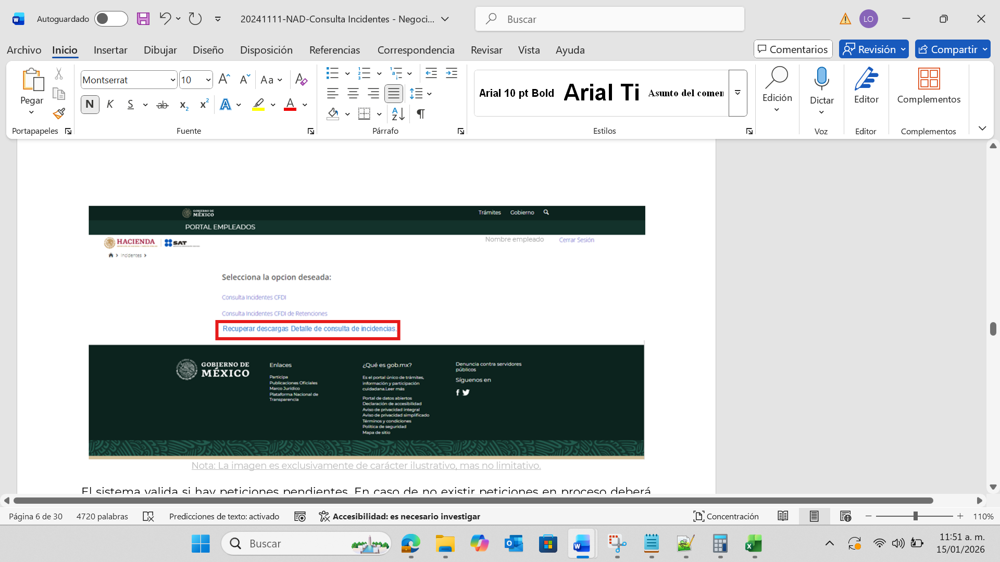 Autoguardado
20241111-NAD-Consulta Incidentes - Negoci...
Buscar
LO
Archivo
Inicio
Insertar
Dibujar
Diseño
Disposición
Referencias
Correspondencia
Revisar
Vista
Ayuda
Comentarios
Revisión
Compartir
Pegar
Portapapeles
Montserrat
10
Aa
N K S ab x₂ x²
Fuente
Párrafo
Arial 10 pt Bold
Arial Ti
Asunto del comen
Estilos
Edición
Dictar
Voz
Editor
Editor
Complementos
Complementos
GOBIERNO DE
MÉXICO
Trámites
Gobierno
PORTAL EMPLEADOS
HACIENDA
SAT
Nombre empleado
Cerrar Sesión
Incidentes
Selecciona la opcion deseada:
Consulta Incidentes CFDI
Consulta Incidentes CFDI de Retenciones
Recuperar descargas Detalle de consulta de incidencias.
GOBIERNO DE
MÉXICO
Enlaces
Participa
Publicaciones Oficiales
Marco Jurídico
Plataforma Nacional de
Transparencia
¿Qué es gob.mx?
Es el portal único de trámites,
información y participación
cuidadana.Leer más
Portal de datos abiertos
Declaración de accesibilidad
Aviso de privacidad integral
Aviso de privacidad simplificado
Términos y condiciones
Política de seguridad
Mapa de sitio
Denuncia contra servidores
públicos
Síguenos en
Nota: La imagen es exclusivamente de carácter ilustrativo, mas no limitativo.
El sistema valida si hay peticiones pendientes. En caso de no existir peticiones en proceso deberá
Página 6 de 30
4720 palabras
Predicciones de texto: activado
Accesibilidad: es necesario investigar
Concentración
110%
Buscar
11:51 a. m.
15/01/2026